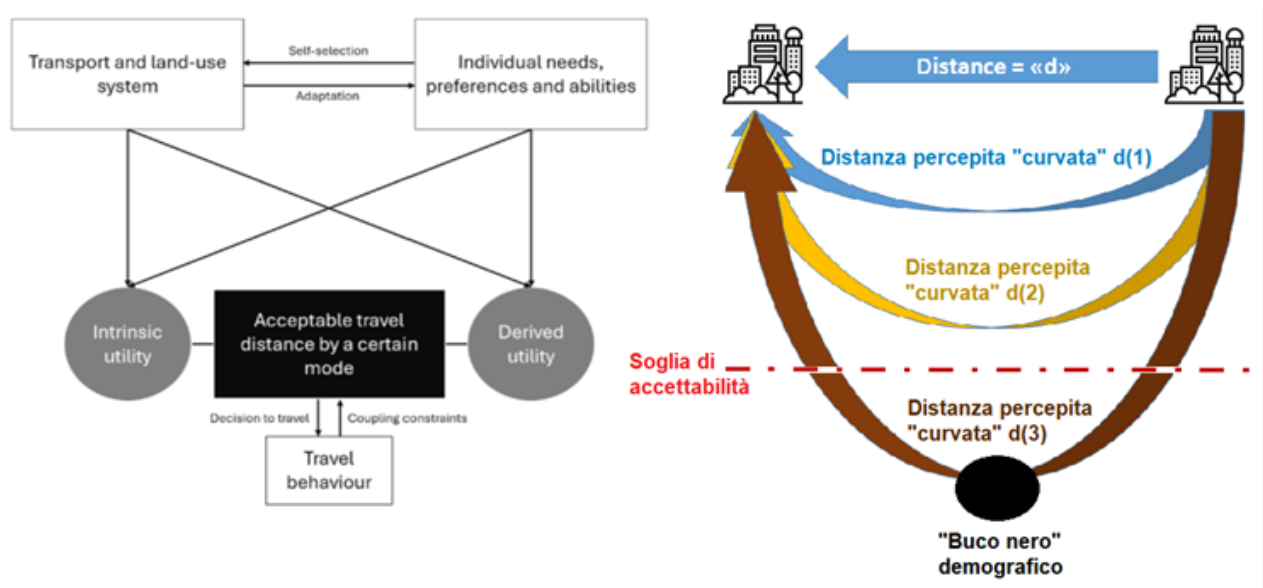 Transport and land-use
system
Self-selection
Adaptation
Individual needs,
preferences and abilities
Intrinsic
utility
Acceptable travel
distance by a certain
mode
Derived
utility
Decision to travel
Coupling constraints
Travel
behaviour
Distance = «d»
Distanza percepita "curvata" d(1)
Distanza percepita
"curvata" d(2)
Soglia di
accettabilità
Distanza percepita
"curvata" d(3)
"Buco nero"
demografico